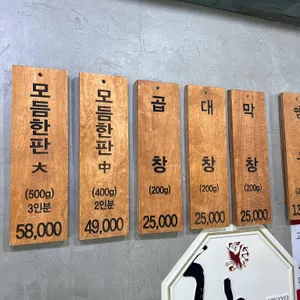 모듬한판大
(500g)
3인분
58,000
모듬한판中
(400g)
2인분
49,000
곱창
(200g)
25,000
대창
(200g)
25,000
막창
(200g)
25,000